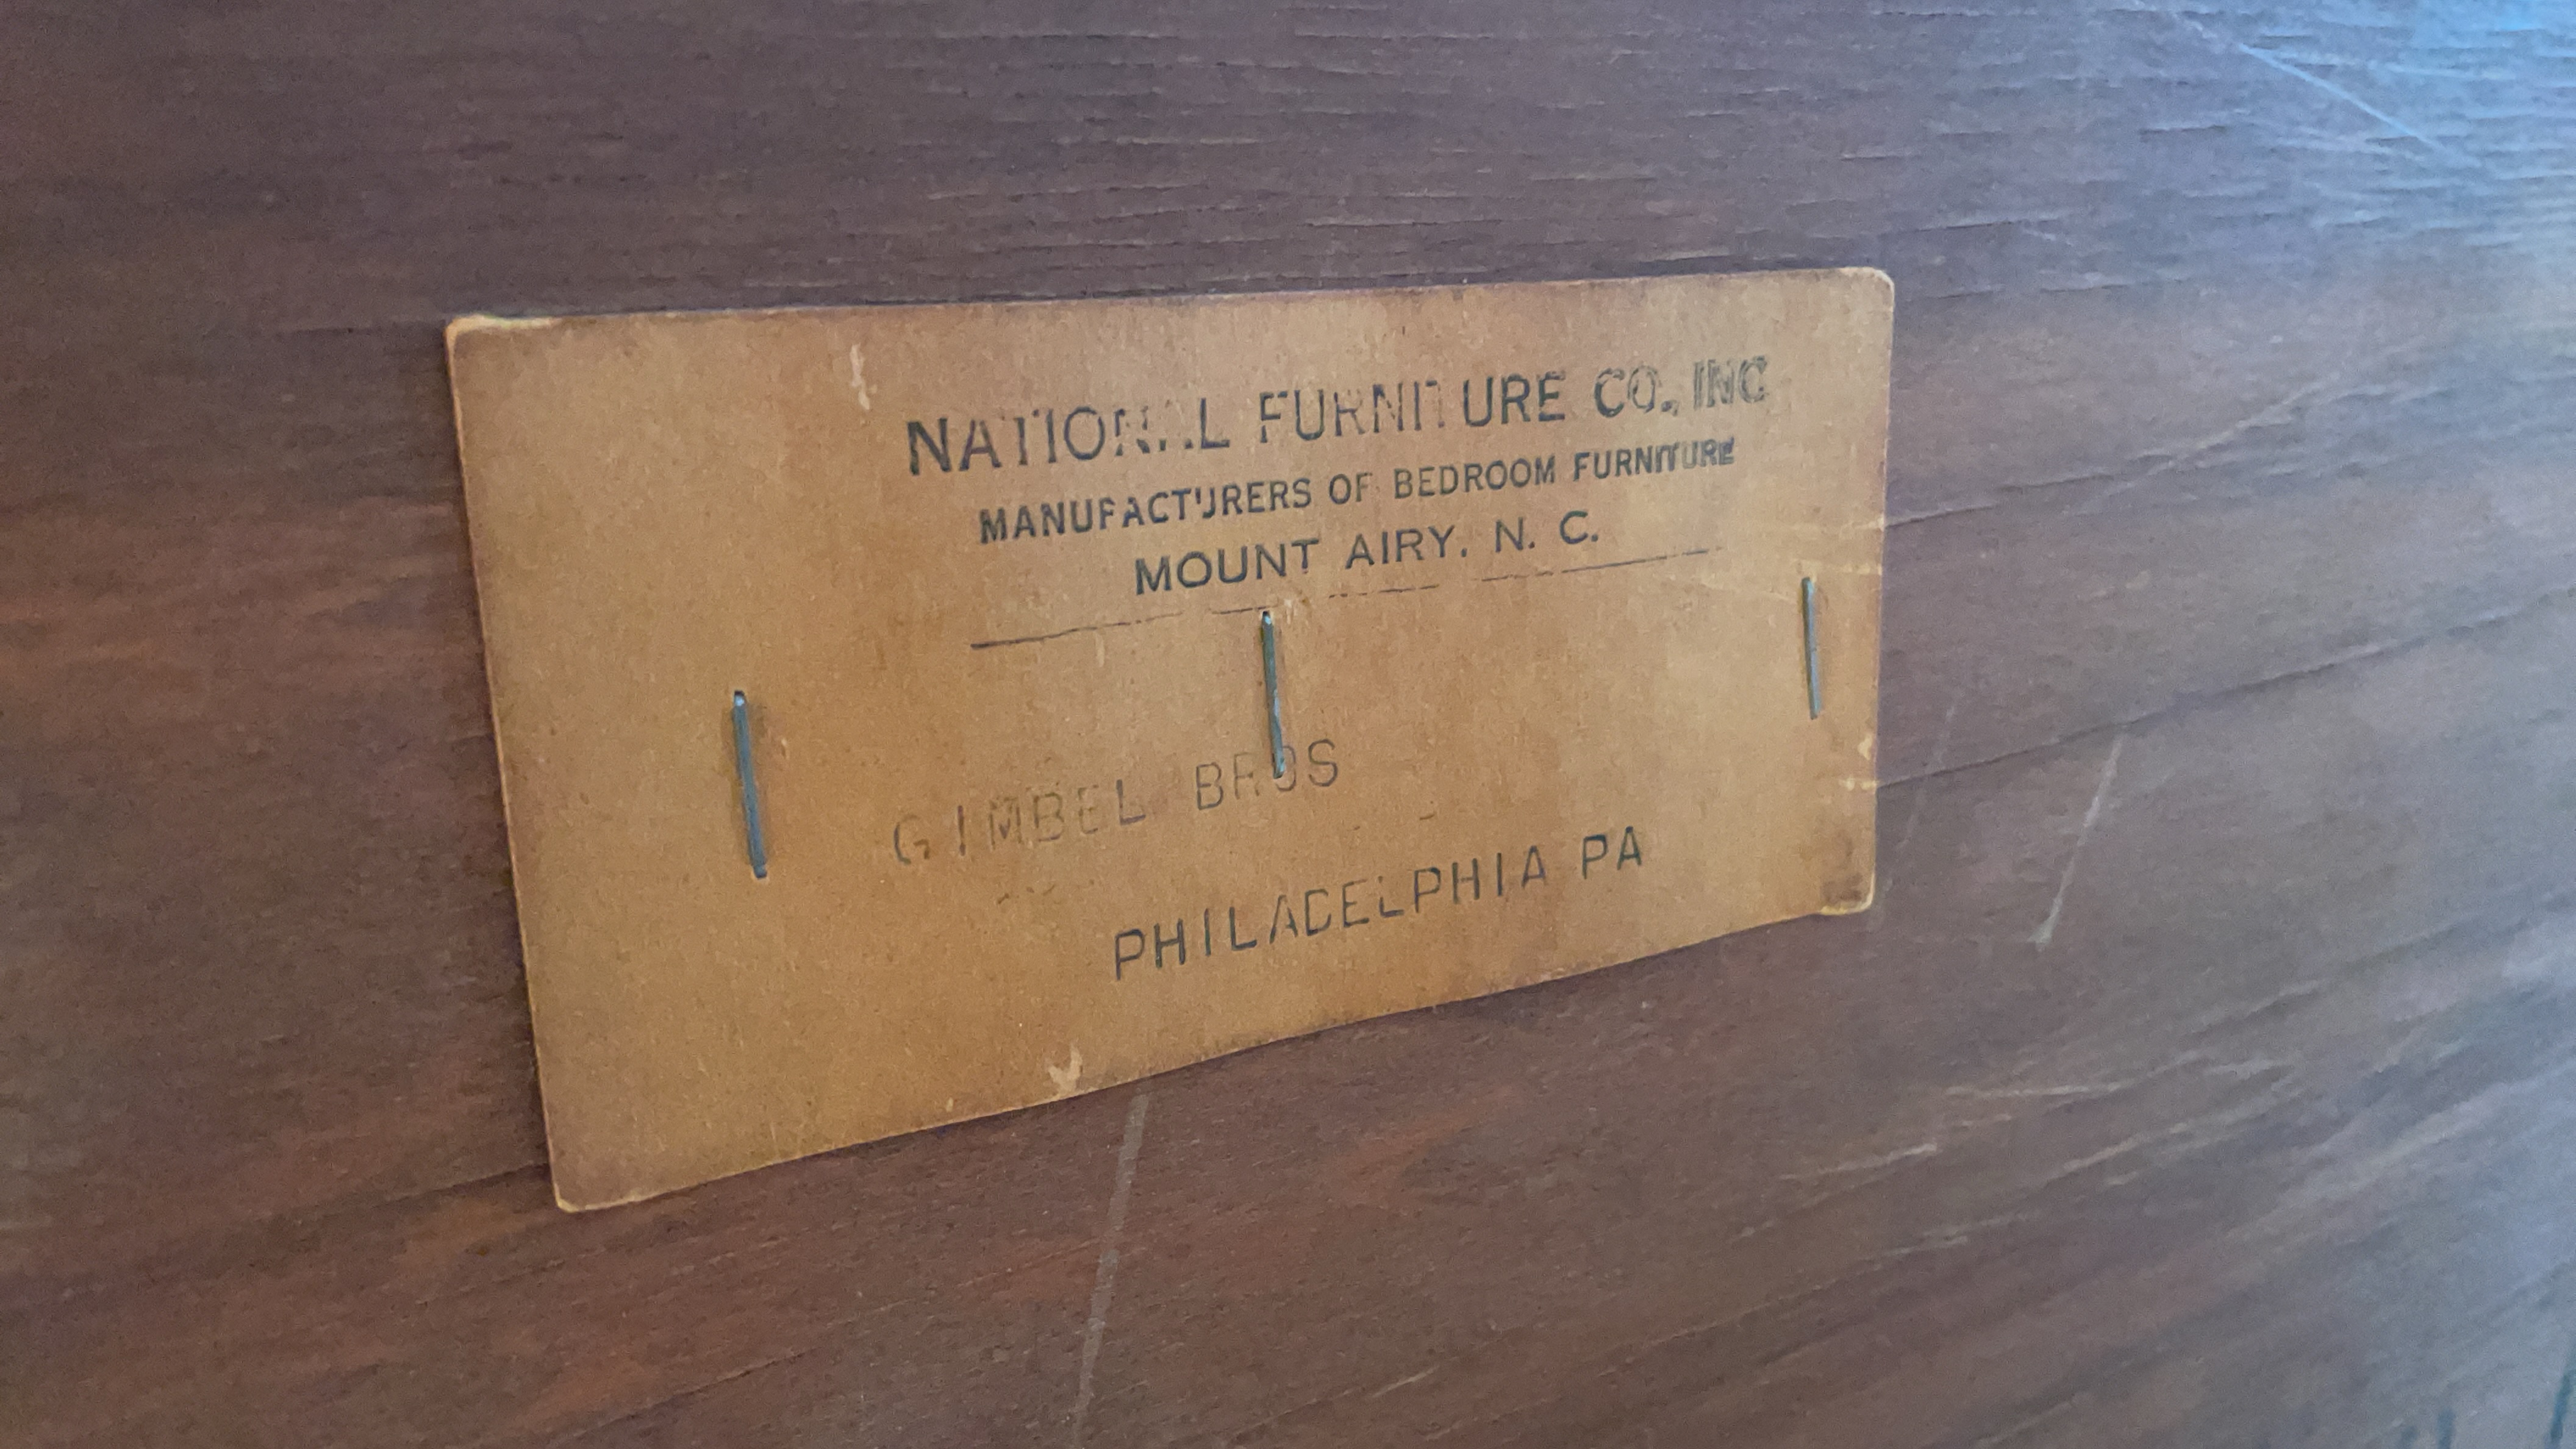 NATIONAL FURNITURE CO., INC
MANUFACTURERS OF BEDROOM FURNITURE
MOUNT AIRY, N. C.
GIMBEL BROS
PHILADELPHIA PA